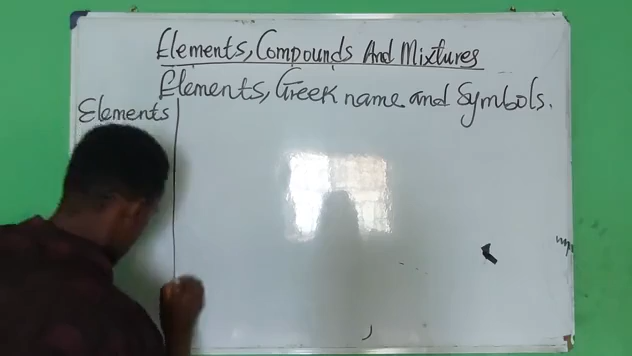 Elements, Compounds And Mixtures
Elements, Greek name and Symbols.
Elements